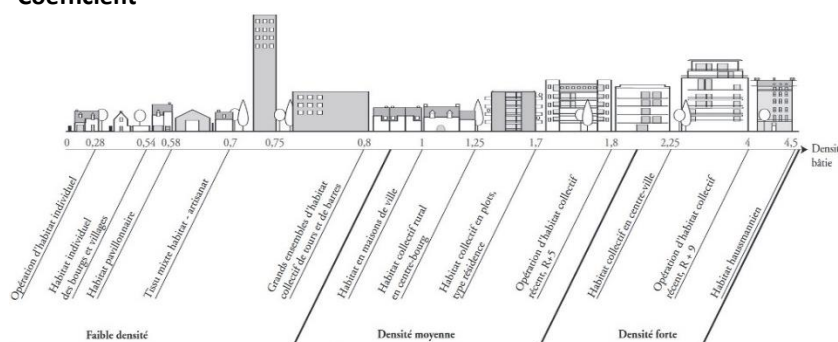 Coefficient
0
0,28
0,54
0,58
0,7
0,75
0,8
1
1,25
1,7
1,8
2,25
4
4,5
Densité
bâtie
Opération d'habitat individuel
Habitat individuel
des bourgs et villages
Habitat pavillonnaire
Tissu mixte habitat - artisanat
Grands ensembles d'habitat
collectif de tours et de barres
Habitat en maisons de ville
Habitat collectif rural
en centre-bourg
Habitat collectif en plots,
type résidence
Opération d'habitat collectif
récent, R+5
Habitat collectif en centre-ville
Opération d'habitat collectif
récent, R + 9
Habitat haussmannien
Faible densité
Densité moyenne
Densité forte